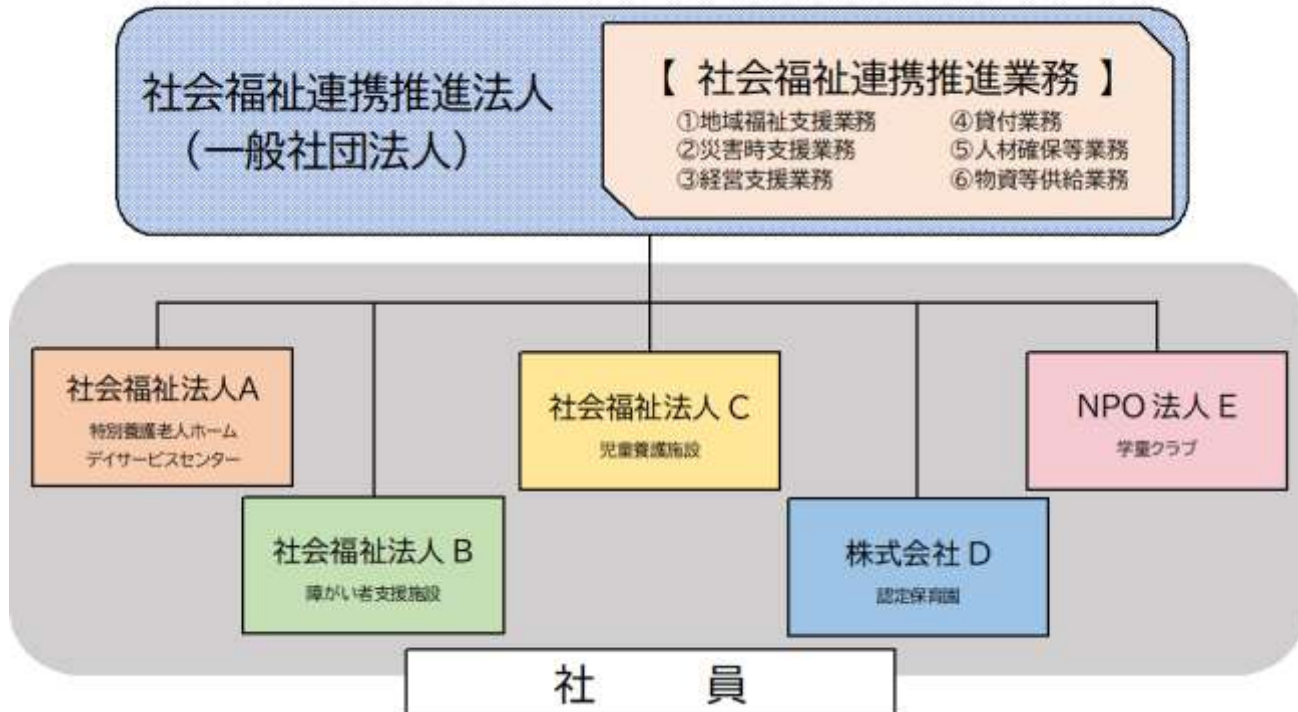 社会福祉連携推進法人
（一般社団法人）
【 社会福祉連携推進業務 】
①地域福祉支援業務
②災害時支援業務
③経営支援業務
④貸付業務
⑤人材確保等業務
⑥物資等供給業務
社会福祉法人A
特別養護老人ホーム
デイサービスセンター
社会福祉法人 B
障がい者支援施設
社会福祉法人 C
児童養護施設
株式会社 D
認定保育園
NPO 法人 E
学童クラブ
社　員